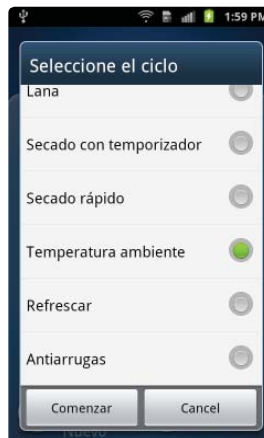 1:59 PM
Seleccione el ciclo
Lana
Secado con temporizador
Secado rápido
Temperatura ambiente
Refrescar
Antiarrugas
Comenzar
Cancel
Nuevo